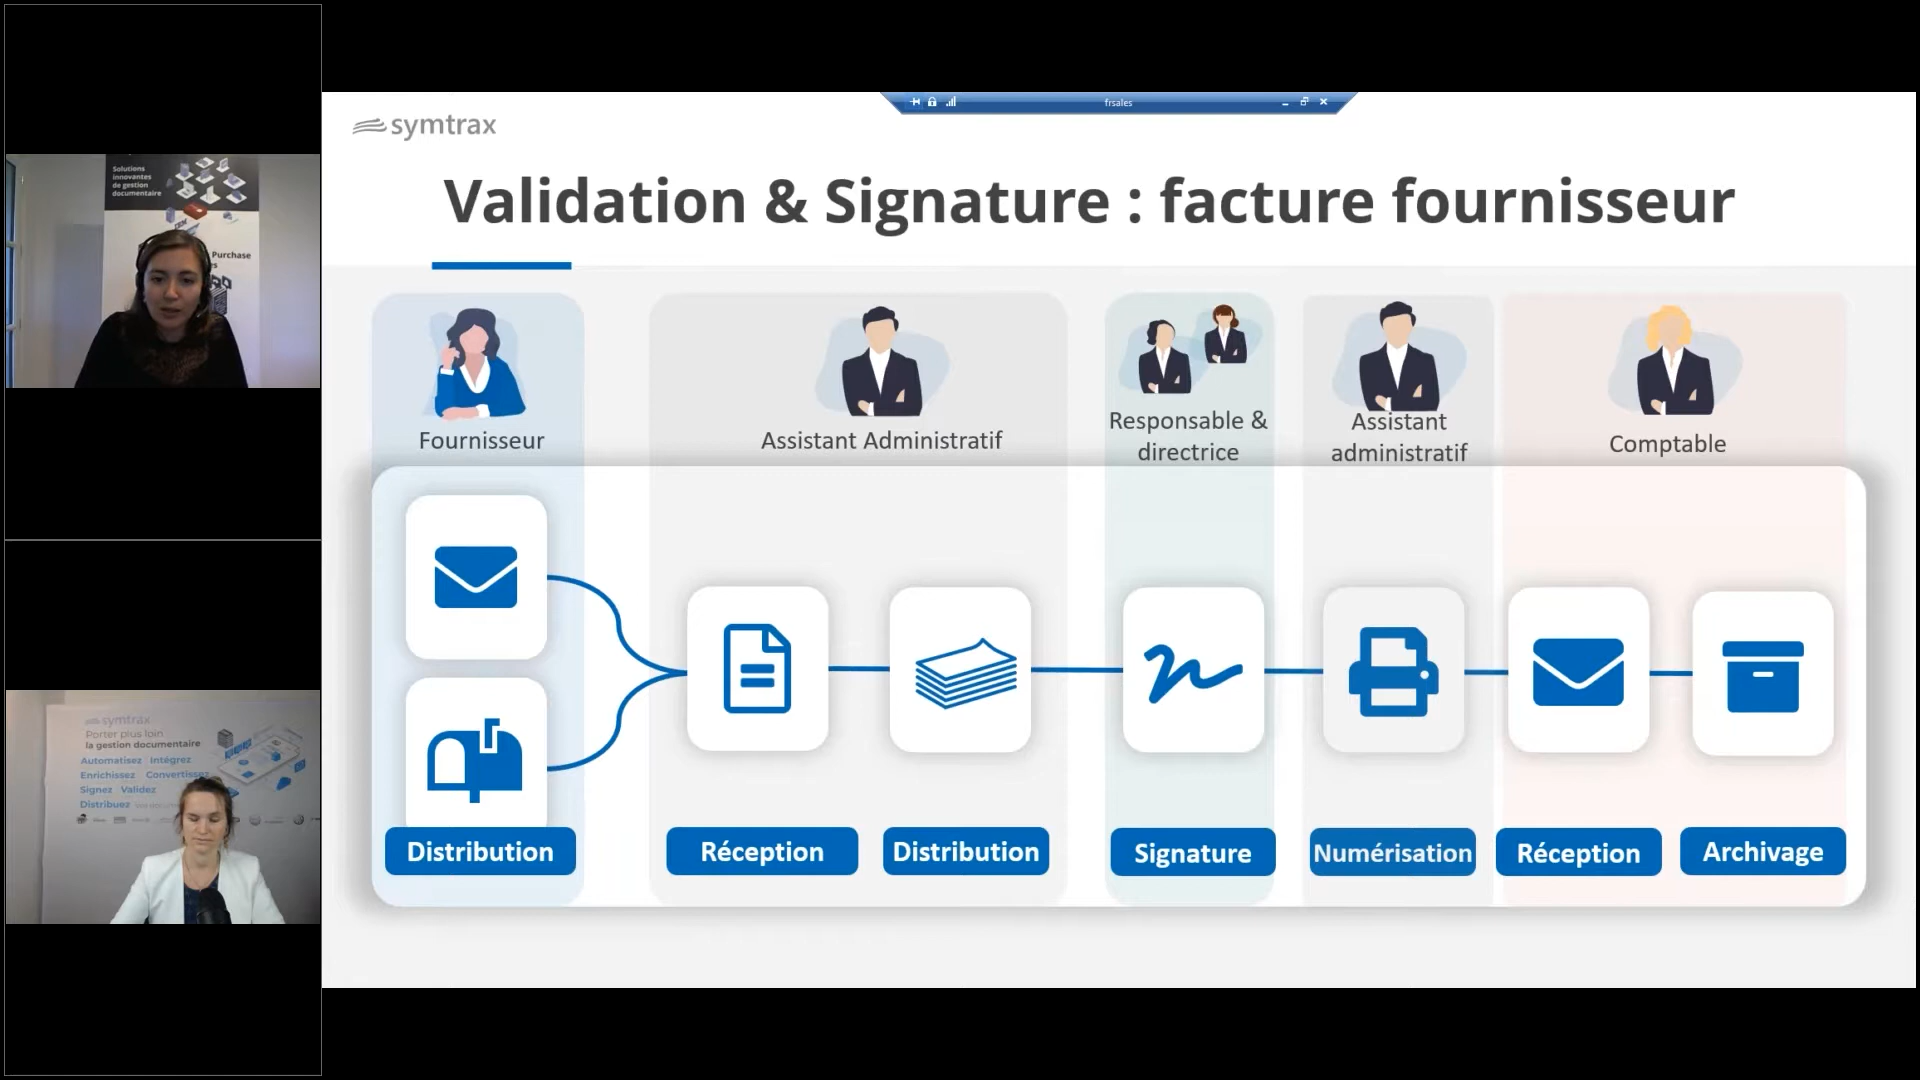 Solutions
innovantes
de gestion
documentaire
Purchase
symtrax
Porter plus loin
la gestion documentaire
Automatisez Intégrez
Enrichissez Convertissez
Signez Validez
Distribuez
frsales
symtrax
Validation & Signature : facture fournisseur
Fournisseur
Assistant Administratif
Responsable &
directrice
Assistant
administratif
Comptable
Distribution
Réception
Distribution
Signature
Numérisation
Réception
Archivage